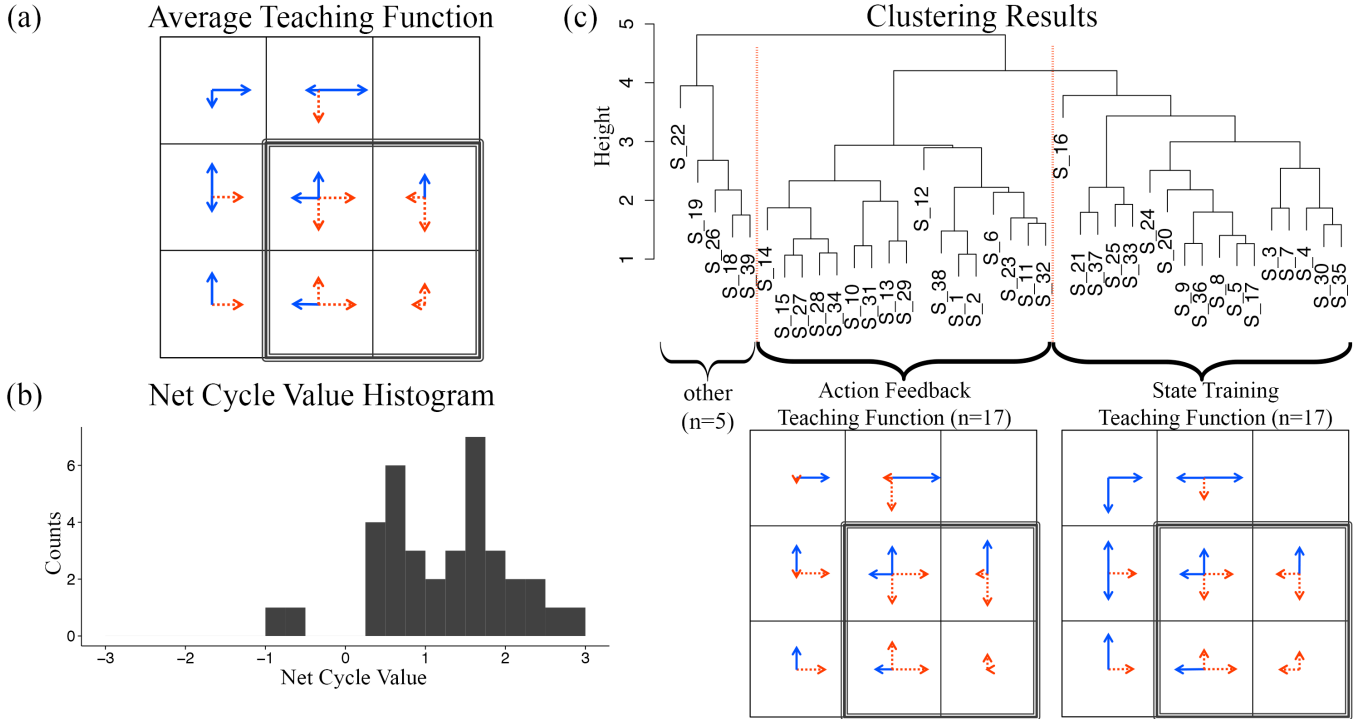 (a)
Average Teaching Function
(b)
Net Cycle Value Histogram
Counts
6
4
2
0
−3
−2
−1
0
1
2
3
Net Cycle Value
(c)
Clustering Results
Height
5
4
3
2
1
S_22
S_19
S_26
S_18
S_39
S_14
S_15
S_27
S_28
S_34
S_10
S_31
S_13
S_29
S_12
S_38
S_1
S_2
S_6
S_23
S_11
S_32
S_16
S_21
S_37
S_25
S_33
S_24
S_20
S_9
S_36
S_8
S_5
S_17
S_3
S_7
S_4
S_30
S_35
other
(n=5)
Action Feedback
Teaching Function (n=17)
State Training
Teaching Function (n=17)